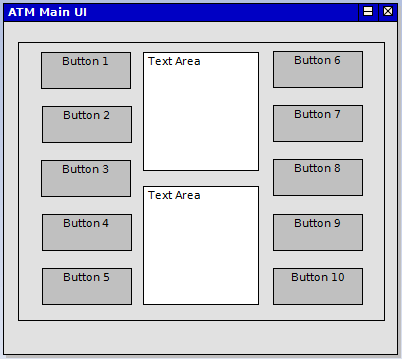 ATM Main UI
Button 1
Button 2
Button 3
Button 4
Button 5
Text Area
Text Area
Button 6
Button 7
Button 8
Button 9
Button 10